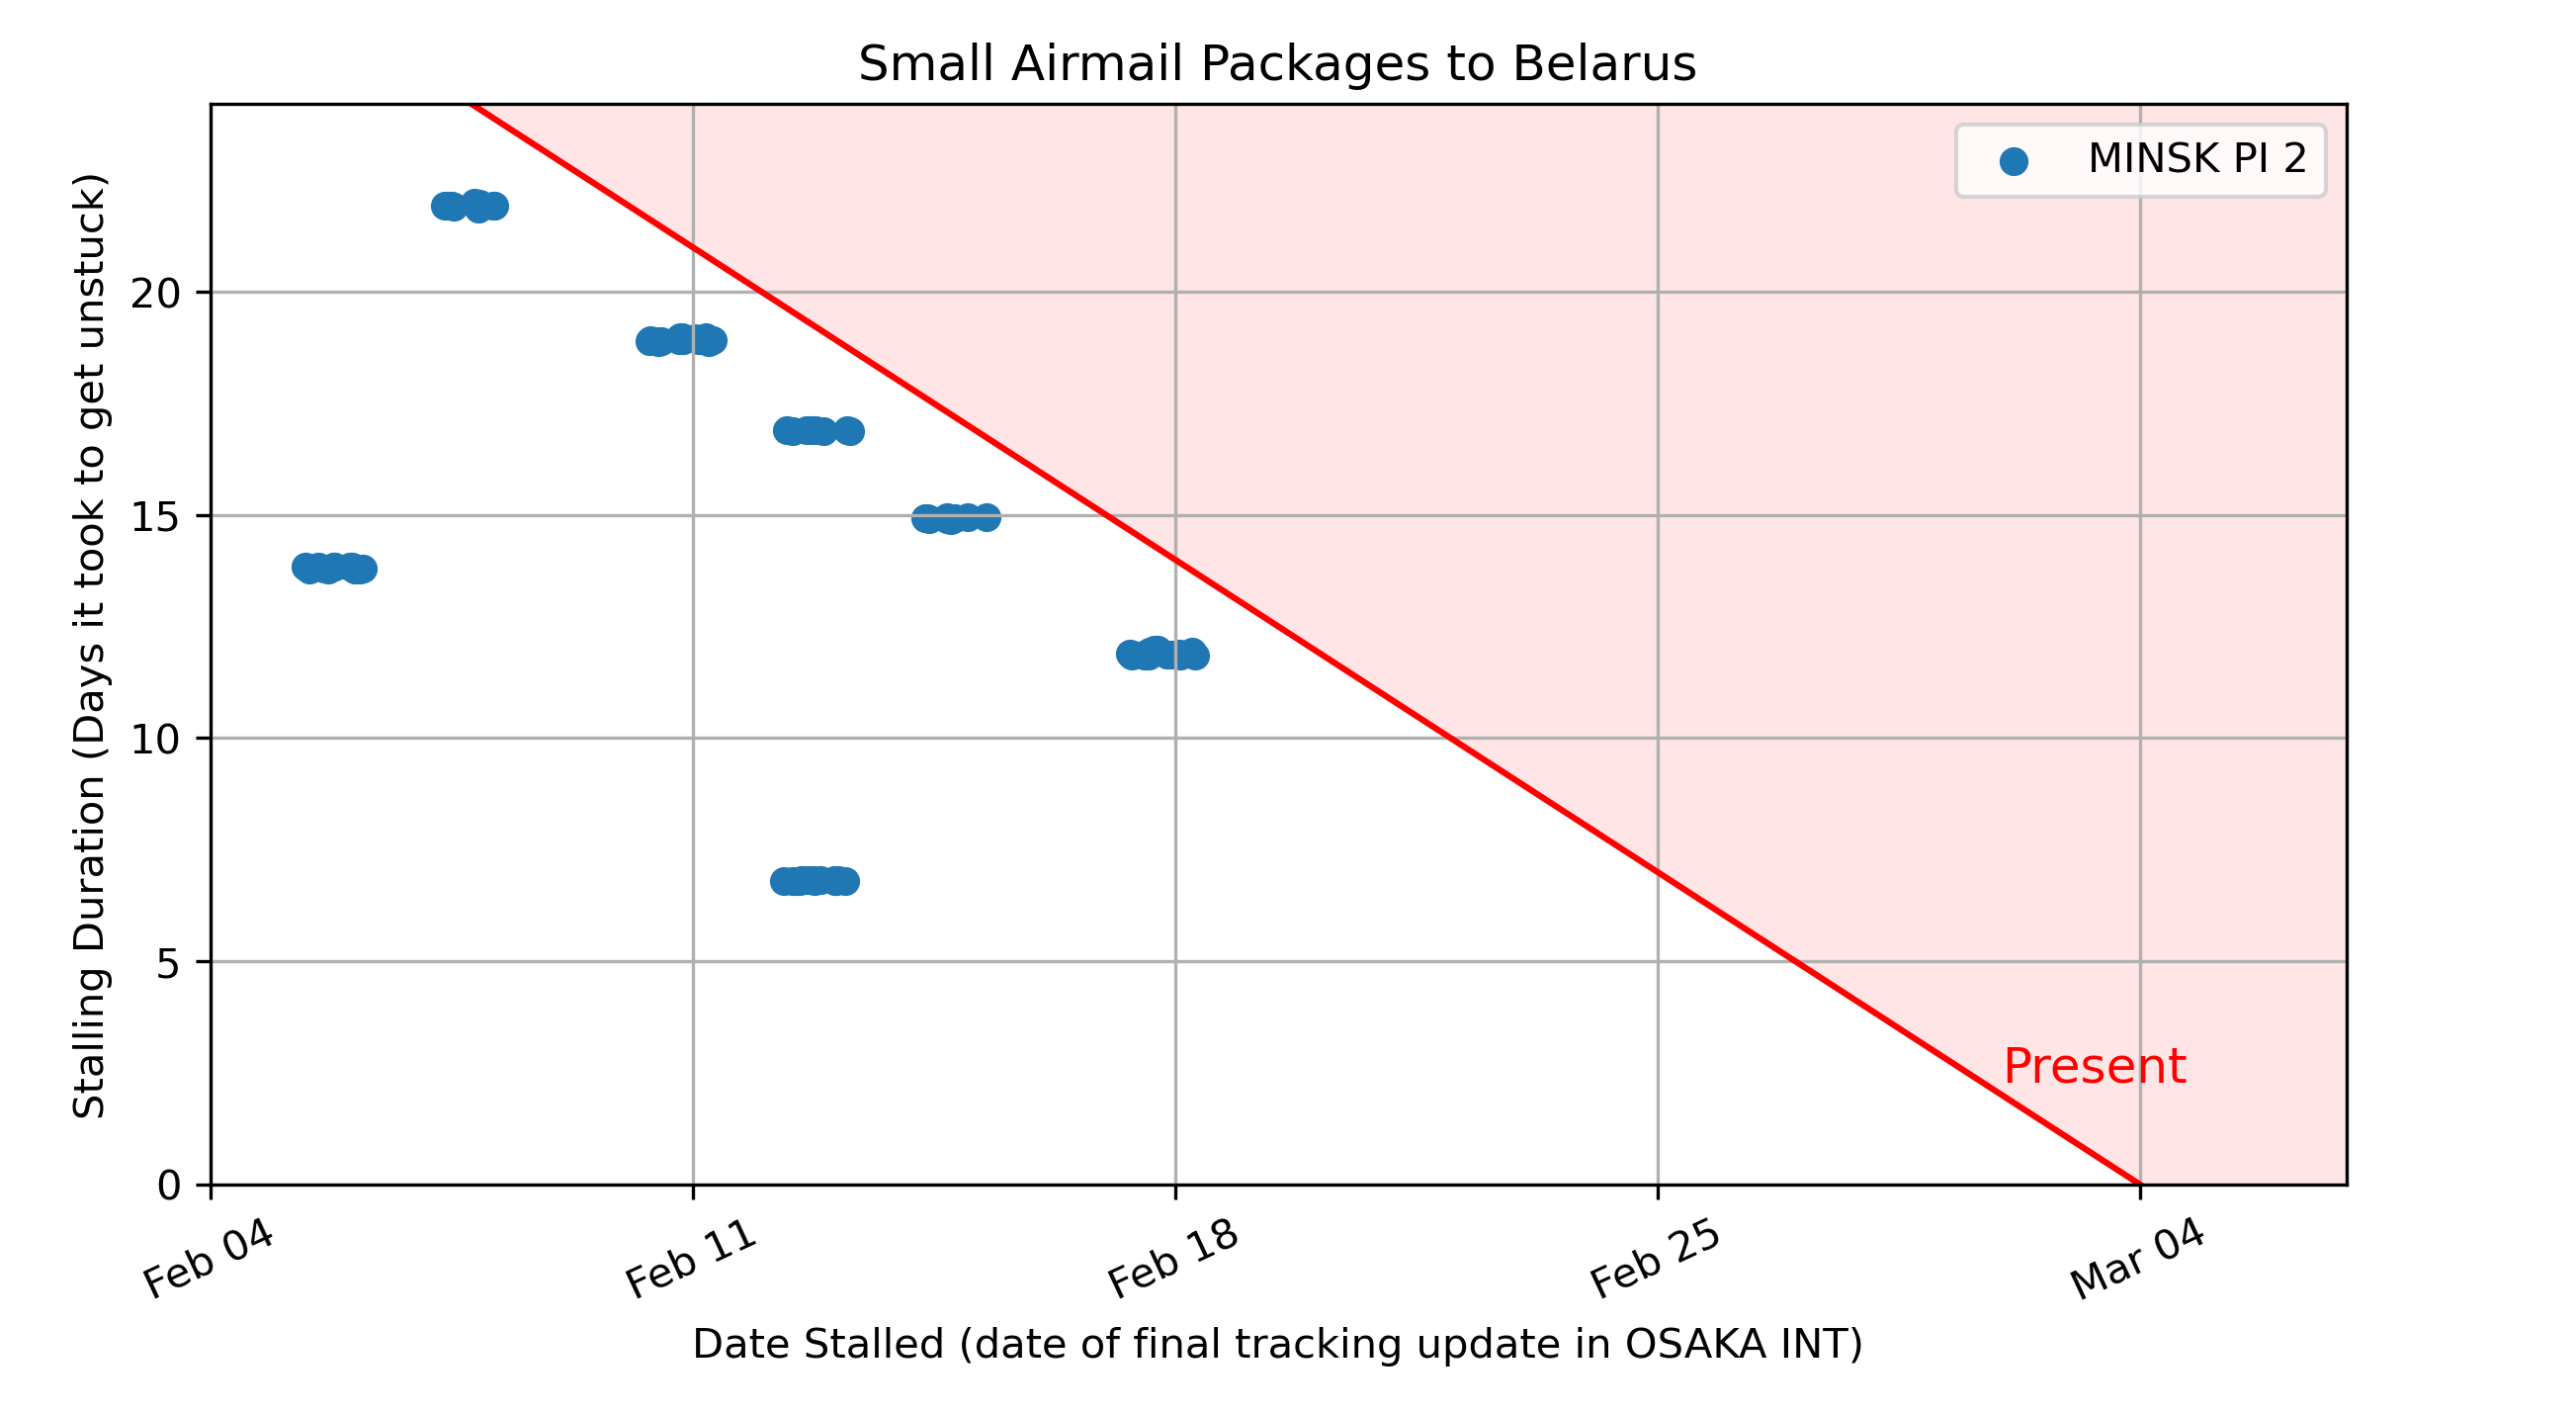 Small Airmail Packages to Belarus
MINSK PI 2
Stalling Duration (Days it took to get unstuck)
20
15
10
5
0
Present
Feb 04
Feb 11
Feb 18
Feb 25
Mar 04
Date Stalled (date of final tracking update in OSAKA INT)